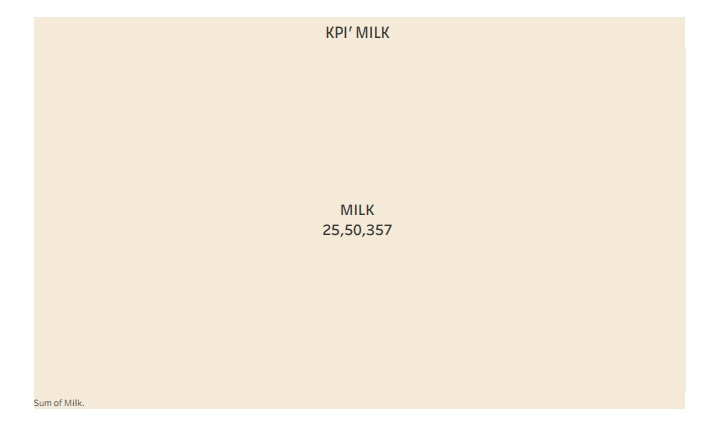 KPI' MILK
MILK
25,50,357
Sum of Milk.